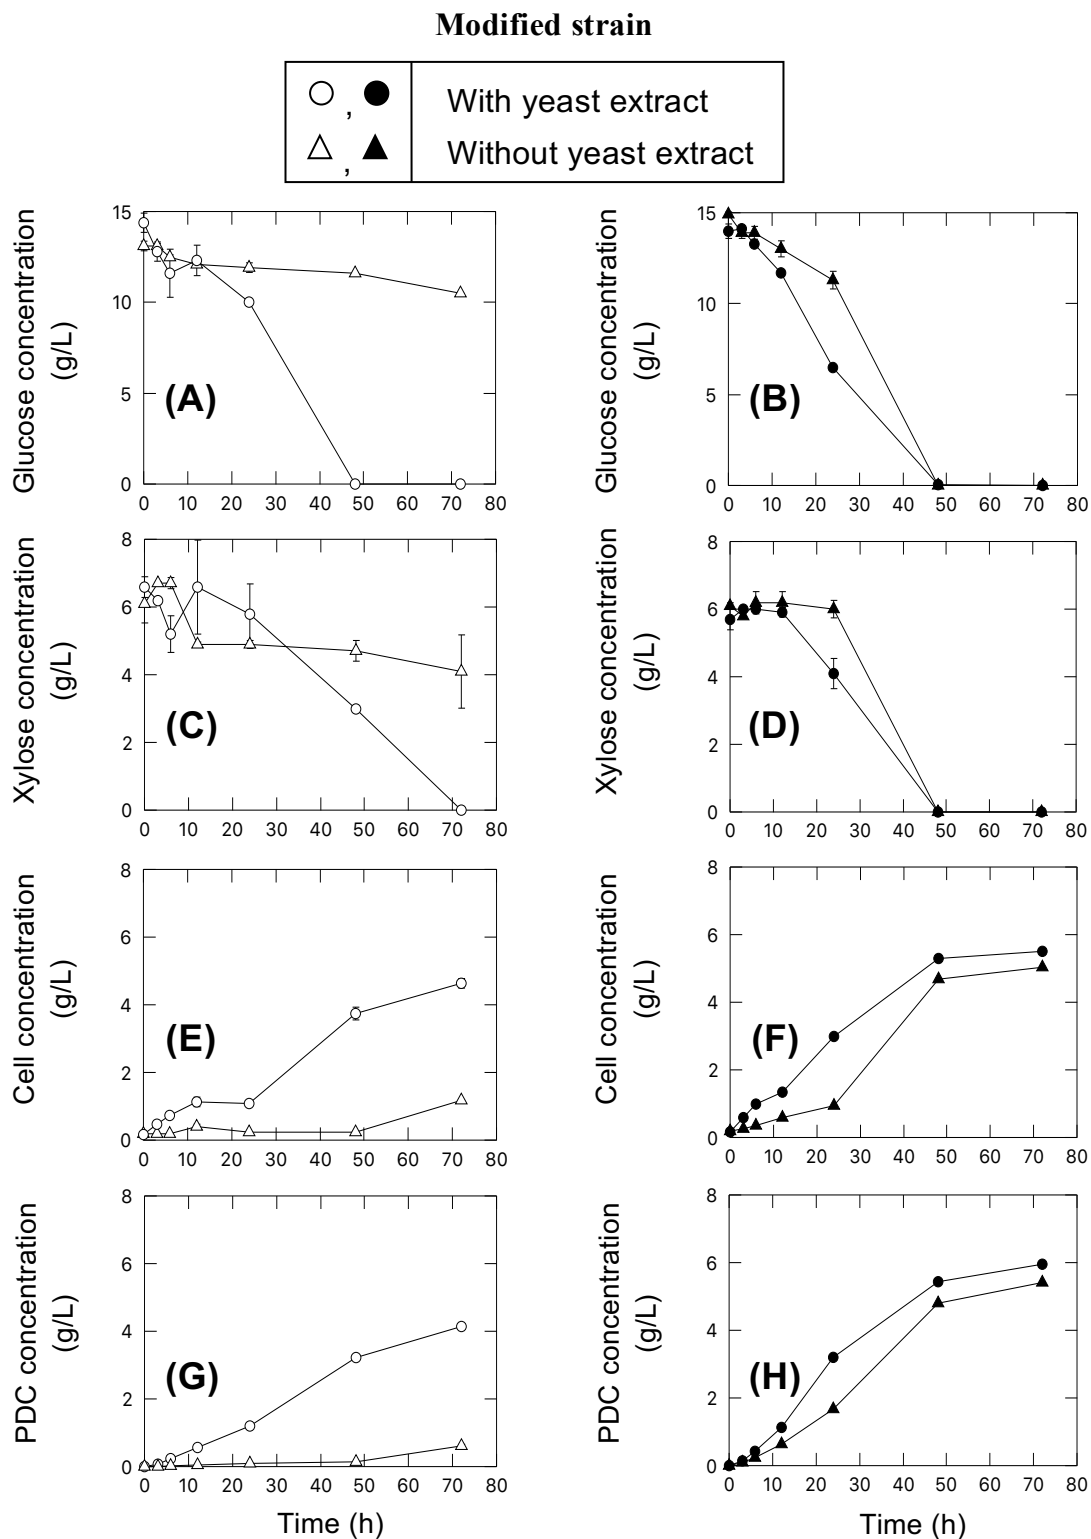 Modified strain
, With yeast extract
, Without yeast extract
Glucose concentration
(g/L)
15
10
5
0
(A)
0 10 20 30 40 50 60 70 80
Glucose concentration
(g/L)
15
10
5
0
(B)
0 10 20 30 40 50 60 70 80
Xylose concentration
(g/L)
8
6
4
2
0
(C)
0 10 20 30 40 50 60 70 80
Xylose concentration
(g/L)
8
6
4
2
0
(D)
0 10 20 30 40 50 60 70 80
Cell concentration
(g/L)
8
6
4
2
0
(E)
0 10 20 30 40 50 60 70 80
Cell concentration
(g/L)
8
6
4
2
0
(F)
0 10 20 30 40 50 60 70 80
PDC concentration
(g/L)
8
6
4
2
0
(G)
0 10 20 30 40 50 60 70 80
Time (h)
PDC concentration
(g/L)
8
6
4
2
0
(H)
0 10 20 30 40 50 60 70 80
Time (h)